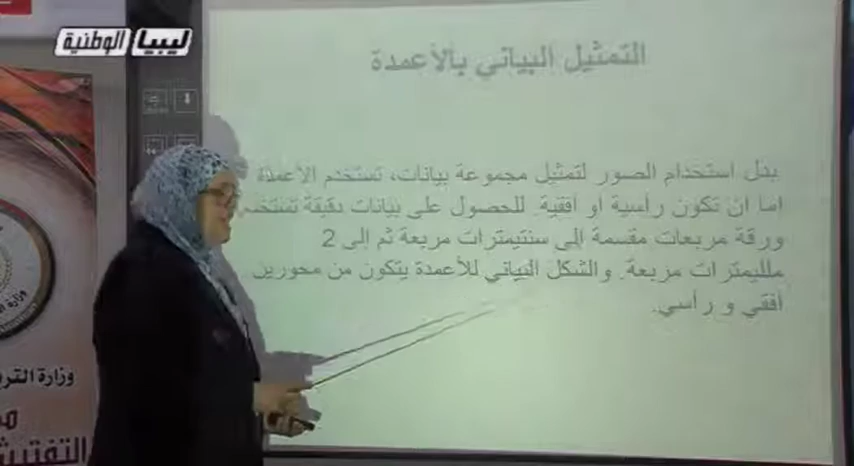 ليبيا الوطنية
التمثيل البياني بالأعمدة
بدل استخدام الصور لتمثيل مجموعة بيانات، تستخدم الأعمدة
اما ان تكون رأسية او افقية. للحصول على بيانات دقيقة تستخدم
ورقة مربعات مقسمة إلى سنتيمترات مربعة ثم إلى 2
ملليمترات مربعة. والشكل البياني للأعمدة يتكون من محورين
أفقي و رأسي.
وزارة التر
التفتيش